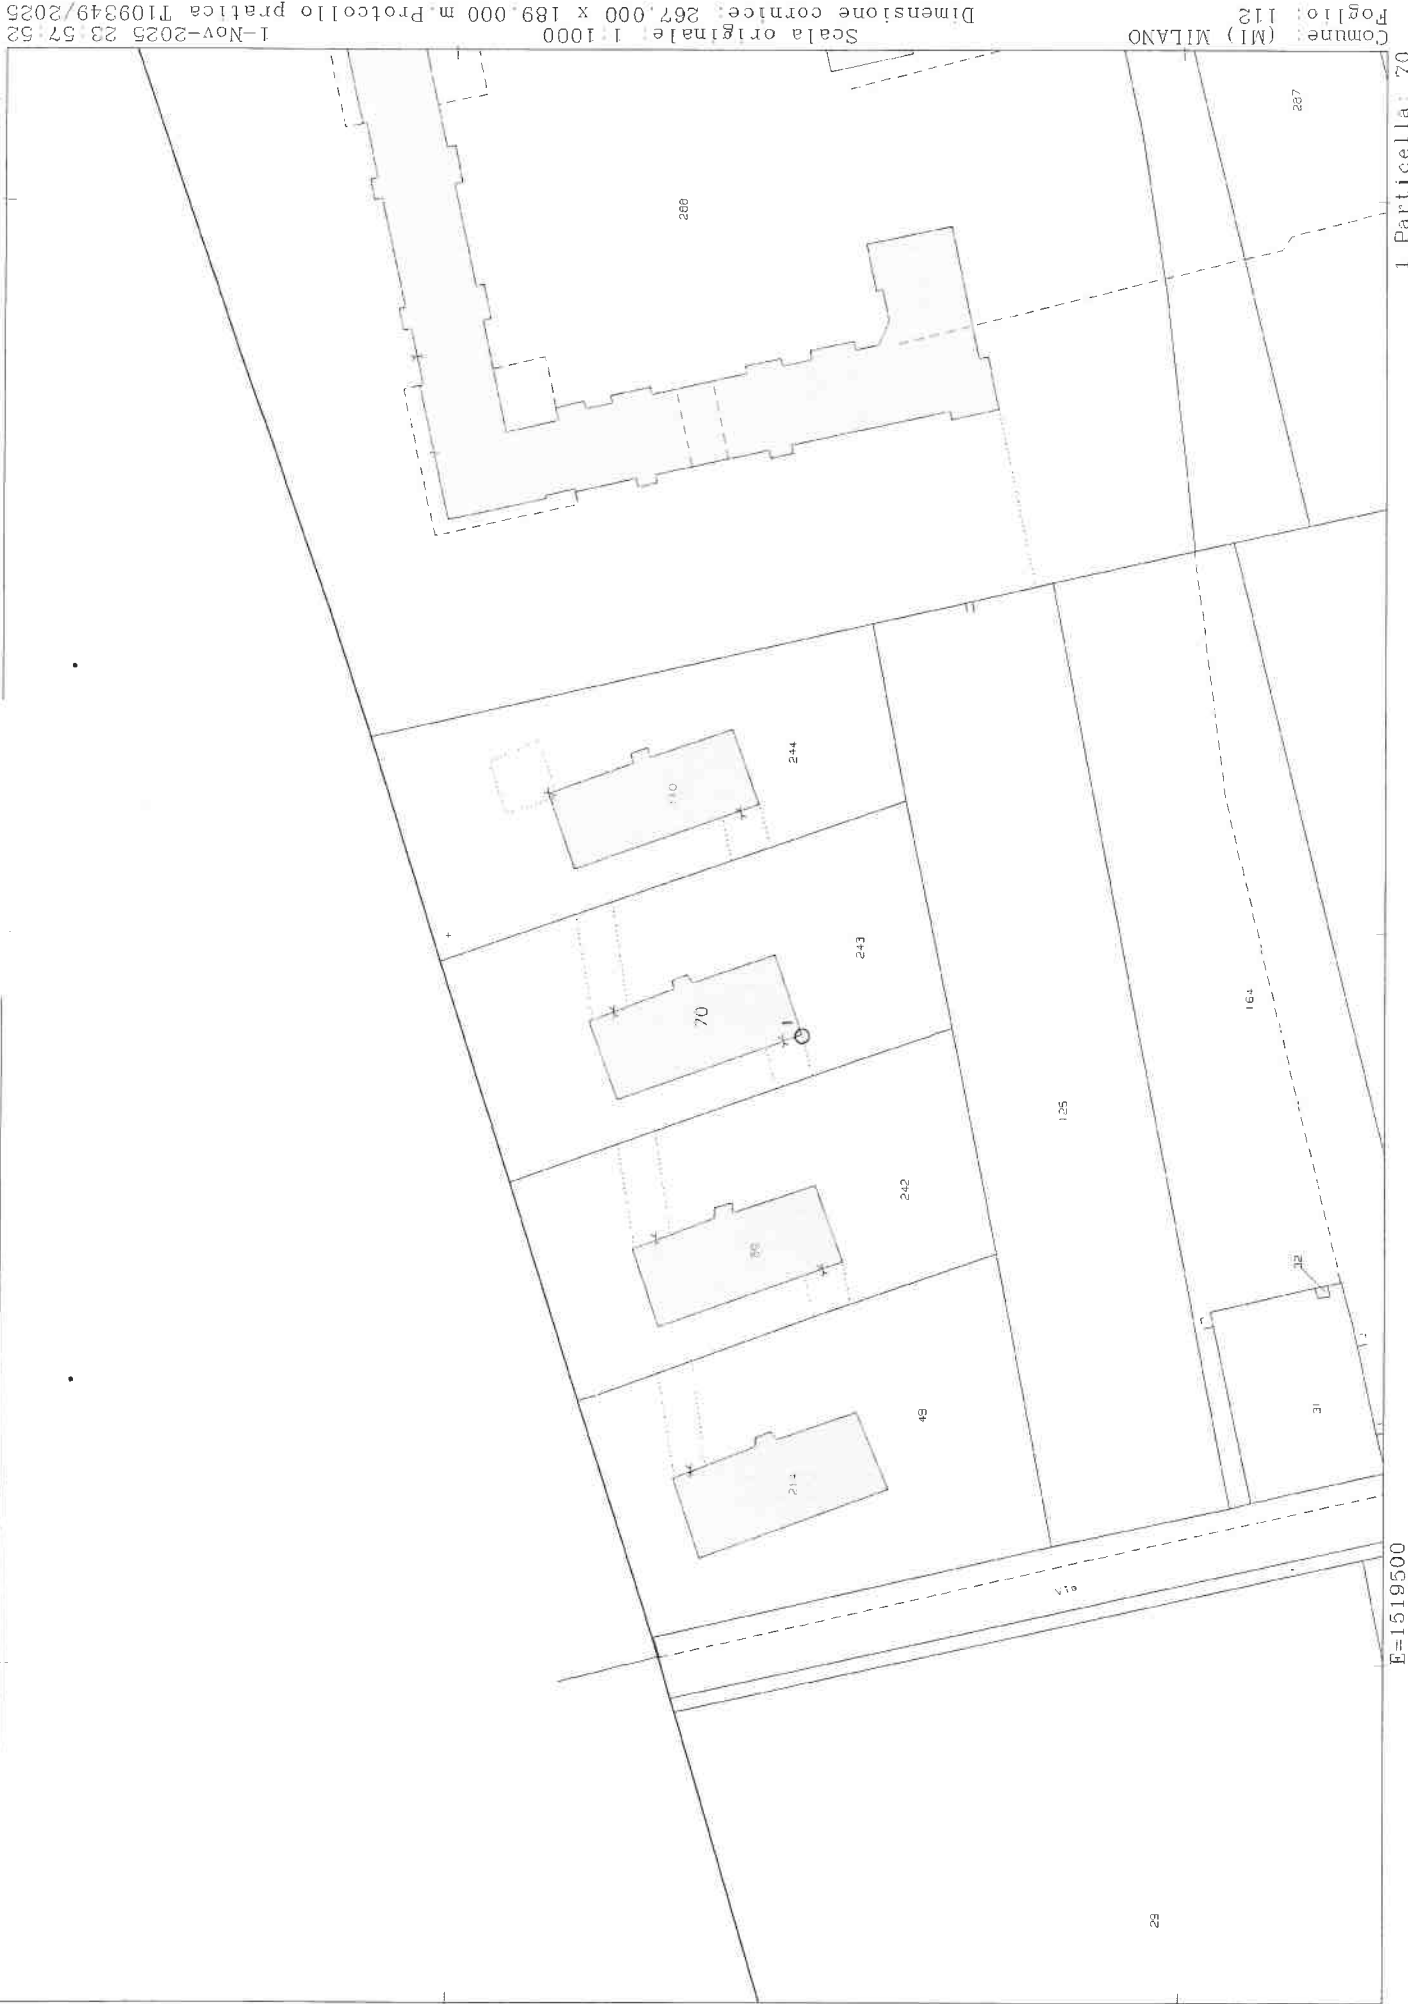 Comune: (MI) MILANO
Foglio: 112
Scala originale: 1:1000
Dimensione cornice: 267.000 x 189.000 m
1-Nov-2025 23:57:52
Protocollo pratica T109349/2025
1 Particella: 70
E=1519500
287
288
244
243
70
1
242
164
125
32
31
49
214
Via
29